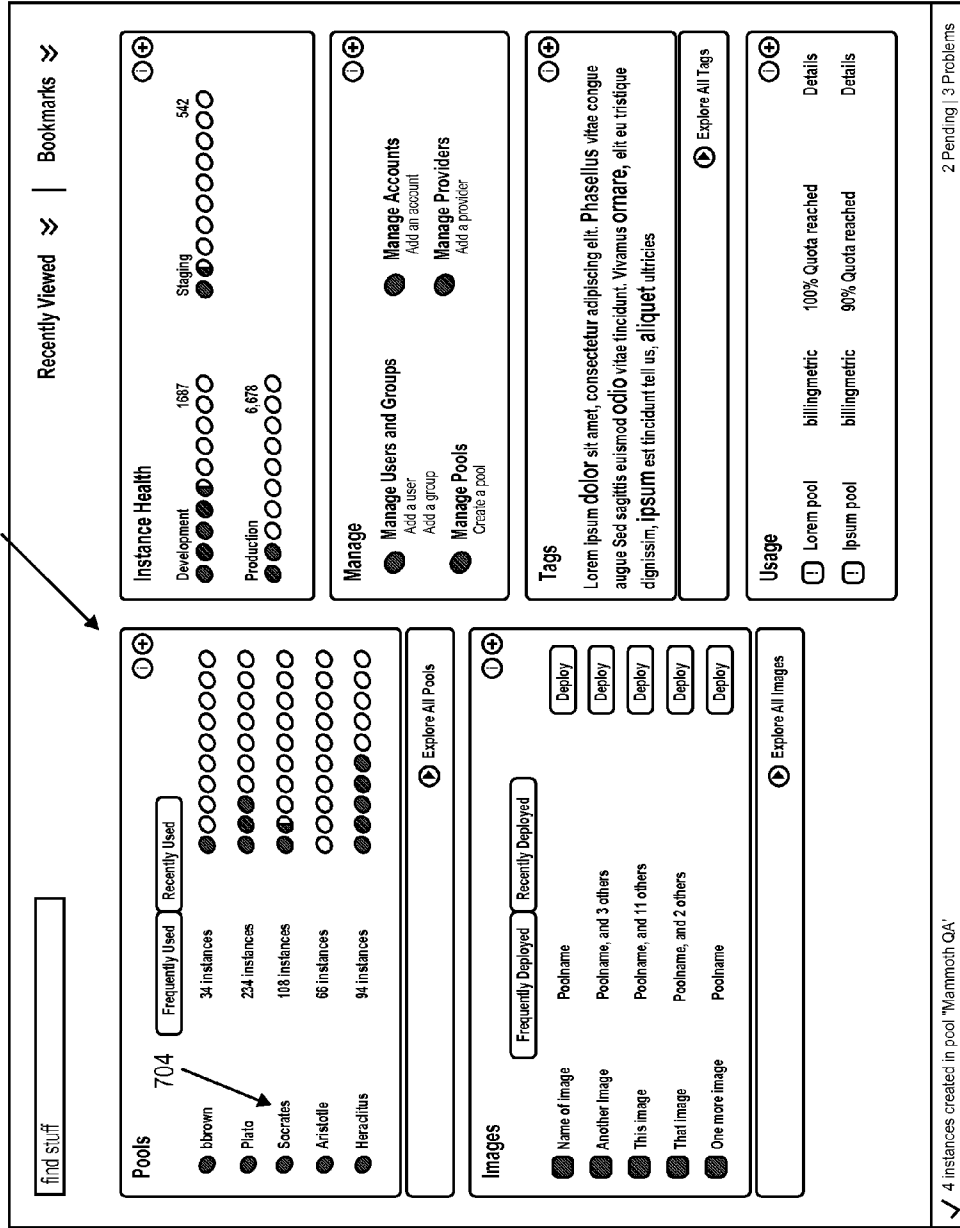 find stuff
Recently Viewed | Bookmarks
Pools
i +
704
Frequently Used Recently Used
bbrown 34 instances
Plato 234 instances
Socrates 108 instances
Aristotle 66 instances
Heraclitus 94 instances
Explore All Pools
Images
i +
Frequently Deployed Recently Deployed
Name of image Poolname Deploy
Another Image Poolname, and 3 others Deploy
This image Poolname, and 11 others Deploy
That image Poolname, and 2 others Deploy
One more image Poolname Deploy
Explore All Images
Instance Health
i +
Development 1687
Staging 542
Production 6,678
Manage
i +
Manage Users and Groups
Add a user
Add a group
Manage Accounts
Add an account
Manage Pools
Create a pool
Manage Providers
Add a provider
Tags
i +
Lorem ipsum dolor sit amet, consectetur adipiscing elit. Phasellus vitae congue
augue Sed sagittis euismod odio vitae tincidunt. Vivamus ornare, elit eu tristique
dignissim, ipsum est tincidunt tell us, aliquet ultricies
Explore All Tags
Usage
i +
! Lorem pool billingmetric 100% Quota reached Details
! Ipsum pool billingmetric 90% Quota reached Details
4 instances created in pool "Mammoth QA'
2 Pending | 3 Problems